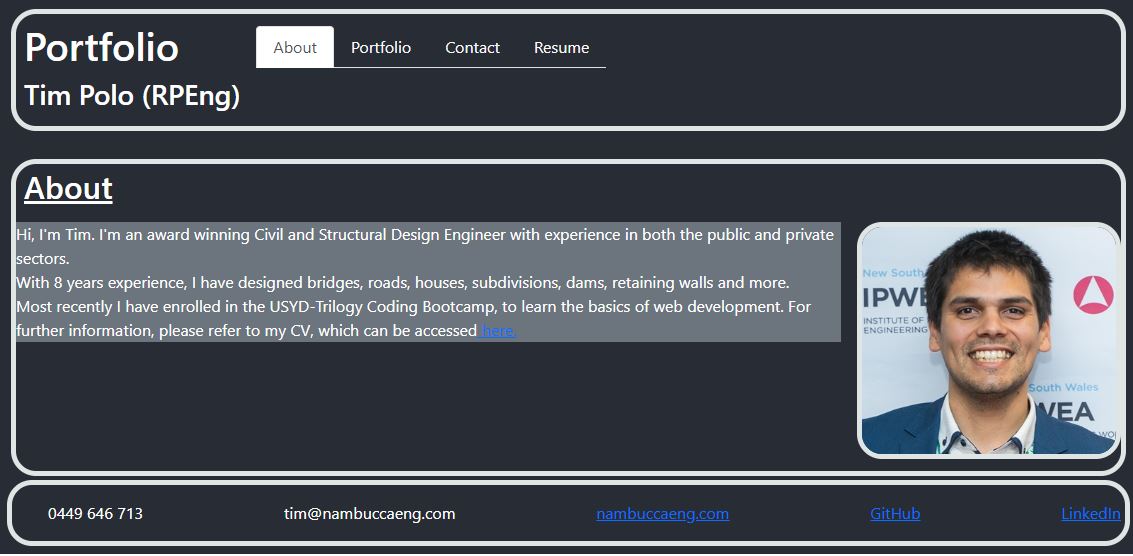 Portfolio
About
Portfolio
Contact
Resume
Tim Polo (RPEng)
About
Hi, I'm Tim. I'm an award winning Civil and Structural Design Engineer with experience in both the public and private
sectors.
With 8 years experience, I have designed bridges, roads, houses, subdivisions, dams, retaining walls and more.
Most recently I have enrolled in the USYD-Trilogy Coding Bootcamp, to learn the basics of web development. For
further information, please refer to my CV, which can be accessed here.
New South
IPWE
INSTITUTE OF
ENGINEERING
South Wales
WEA
0449 646 713
tim@nambuccaeng.com
nambuccaeng.com
GitHub
LinkedIn